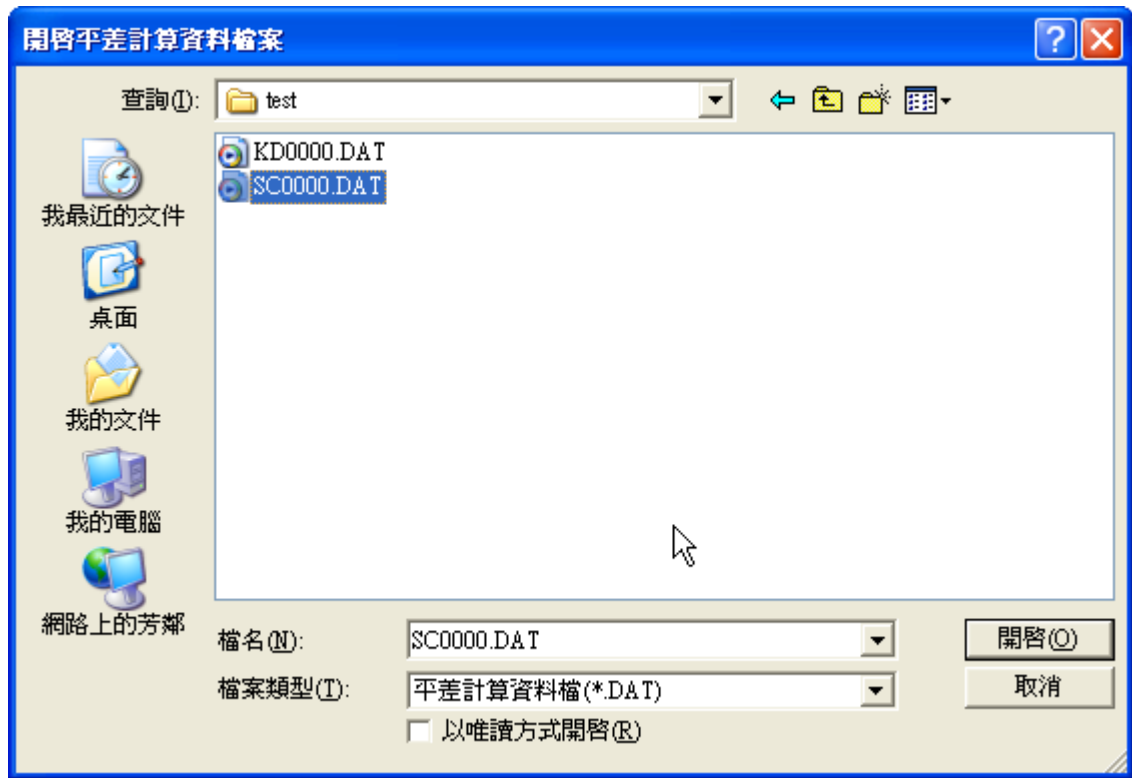 開啓平差計算資料檔案
查詢(I):
test
KD0000.DAT
SC0000.DAT
我最近的文件
桌面
我的文件
我的電腦
網路上的芳鄰
檔名(N):
SC0000.DAT
開啓(O)
檔案類型(T):
平差計算資料檔(*.DAT)
取消
以唯讀方式開啓(R)